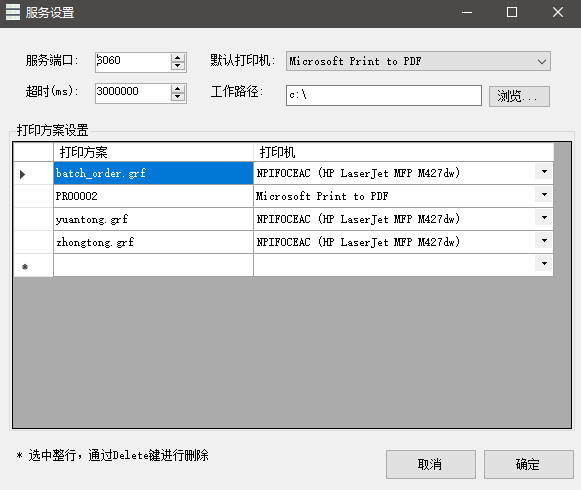 服务设置
服务端口: 6060 默认打印机: Microsoft Print to PDF
超时(ms): 3000000 工作路径: c:\ 浏览...
打印方案设置
打印方案 打印机
batch_order.grf NPIF0CEAC (HP LaserJet MFP M427dw)
PR00002 Microsoft Print to PDF
yuantong.grf NPIF0CEAC (HP LaserJet MFP M427dw)
zhongtong.grf NPIF0CEAC (HP LaserJet MFP M427dw)
* 选中整行，通过Delete键进行删除
取消 确定